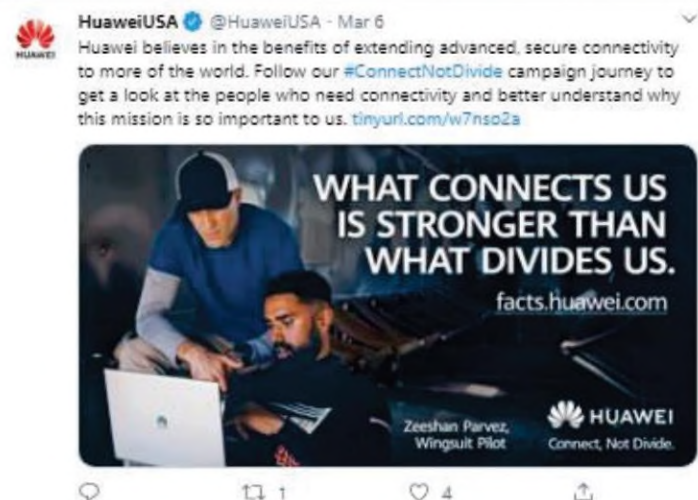 HuaweiUSA @HuaweiUSA · Mar 6
HUAWEI
Huawei believes in the benefits of extending advanced, secure connectivity
to more of the world. Follow our #ConnectNotDivide campaign journey to
get a look at the people who need connectivity and better understand why
this mission is so important to us. tinyurl.com/w7nso2a
WHAT CONNECTS US
IS STRONGER THAN
WHAT DIVIDES US.
facts.huawei.com
Zeeshan Parvez,
Wingsuit Pilot
HUAWEI
Connect, Not Divide.
1 4